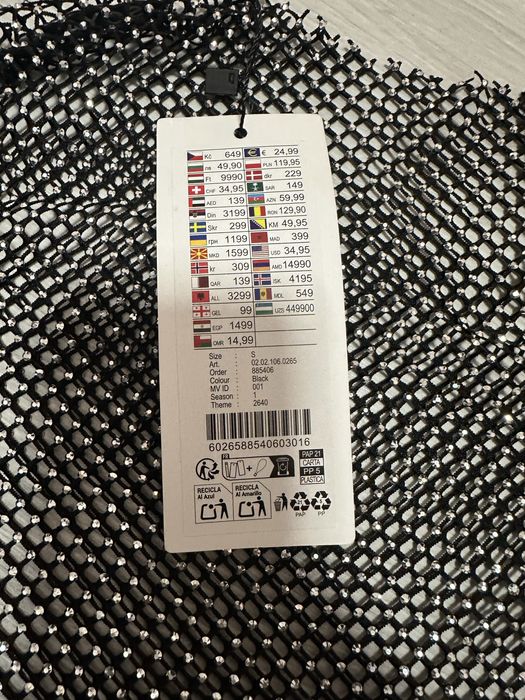 Kč 649 € 24,99
лв 49,90 PLN 119,95
Ft 9990 dkr 229
CHF 34,95 SAR 149
AED 139 AZN 59,99
Din 3199 RON 129,90
Skr 299 KM 49,95
грн 1199 MAD 399
MKD 1599 USD 34,95
kr 309 AMD 14990
QAR 139 ISK 4195
ALL 3299 MDL 549
GEL 99 UZS 449900
EGP 1499
OMR 14,99
Size : S
Art. : 02.02.106.0265
Order : 885406
Colour : Black
MV ID : 001
Season : 1
Theme : 2640
6026588540603016
FR
+
PAP 21
CARTA
PP 5
PLASTICA
RECICLA
Al Azul
RECICLA
Al Amarillo
PAP
PP